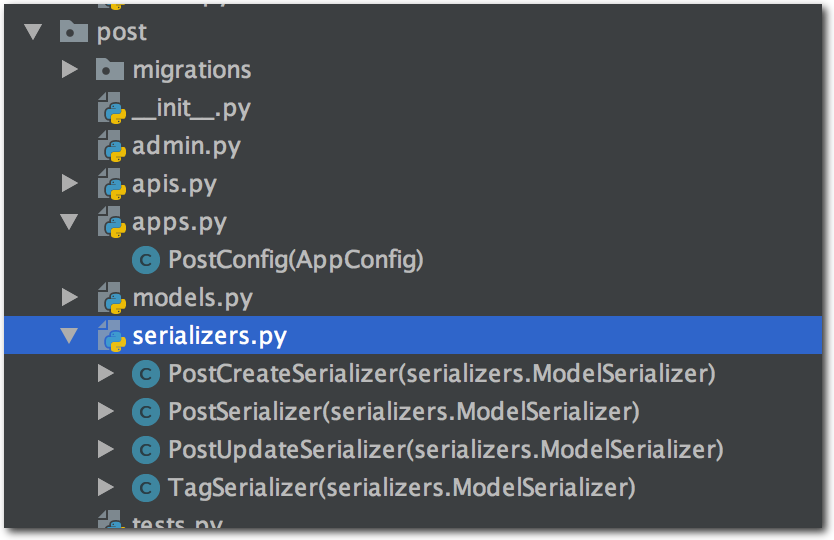 post
migrations
__init__.py
admin.py
apis.py
apps.py
C PostConfig(AppConfig)
models.py
serializers.py
C PostCreateSerializer(serializers.ModelSerializer)
C PostSerializer(serializers.ModelSerializer)
C PostUpdateSerializer(serializers.ModelSerializer)
C TagSerializer(serializers.ModelSerializer)
tests.py